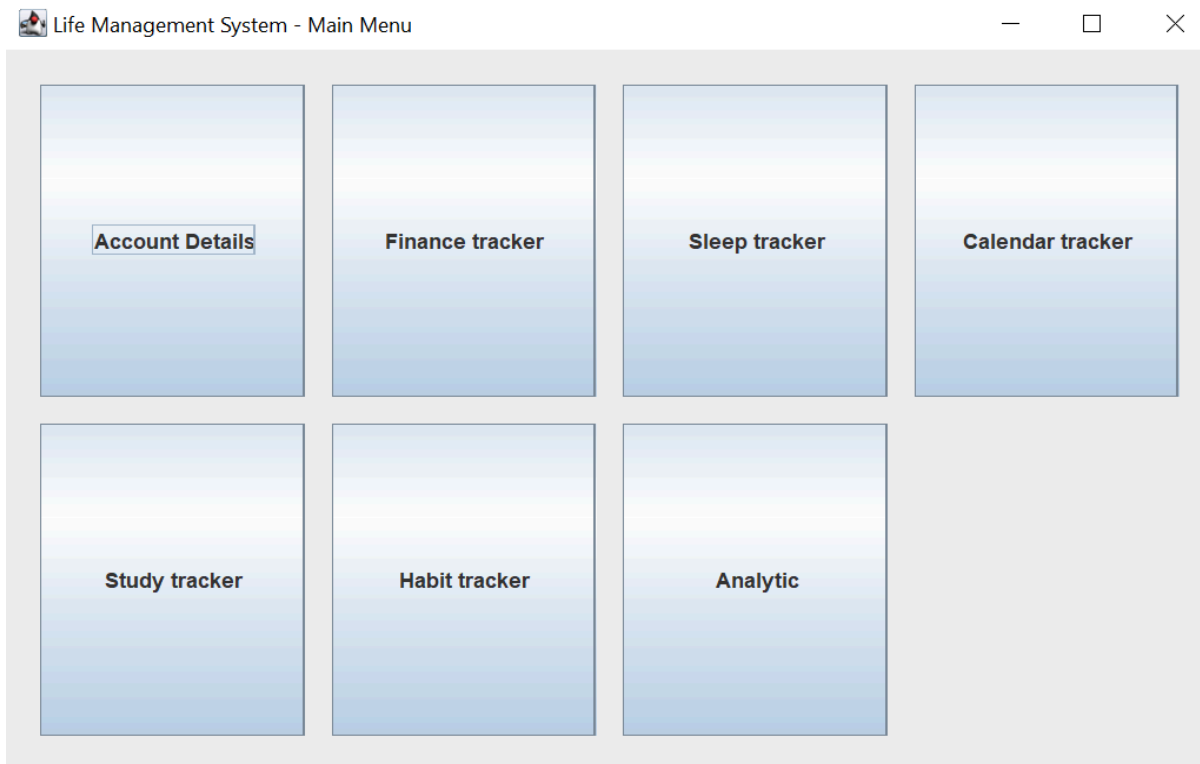 Life Management System - Main Menu
Account Details
Finance tracker
Sleep tracker
Calendar tracker
Study tracker
Habit tracker
Analytic